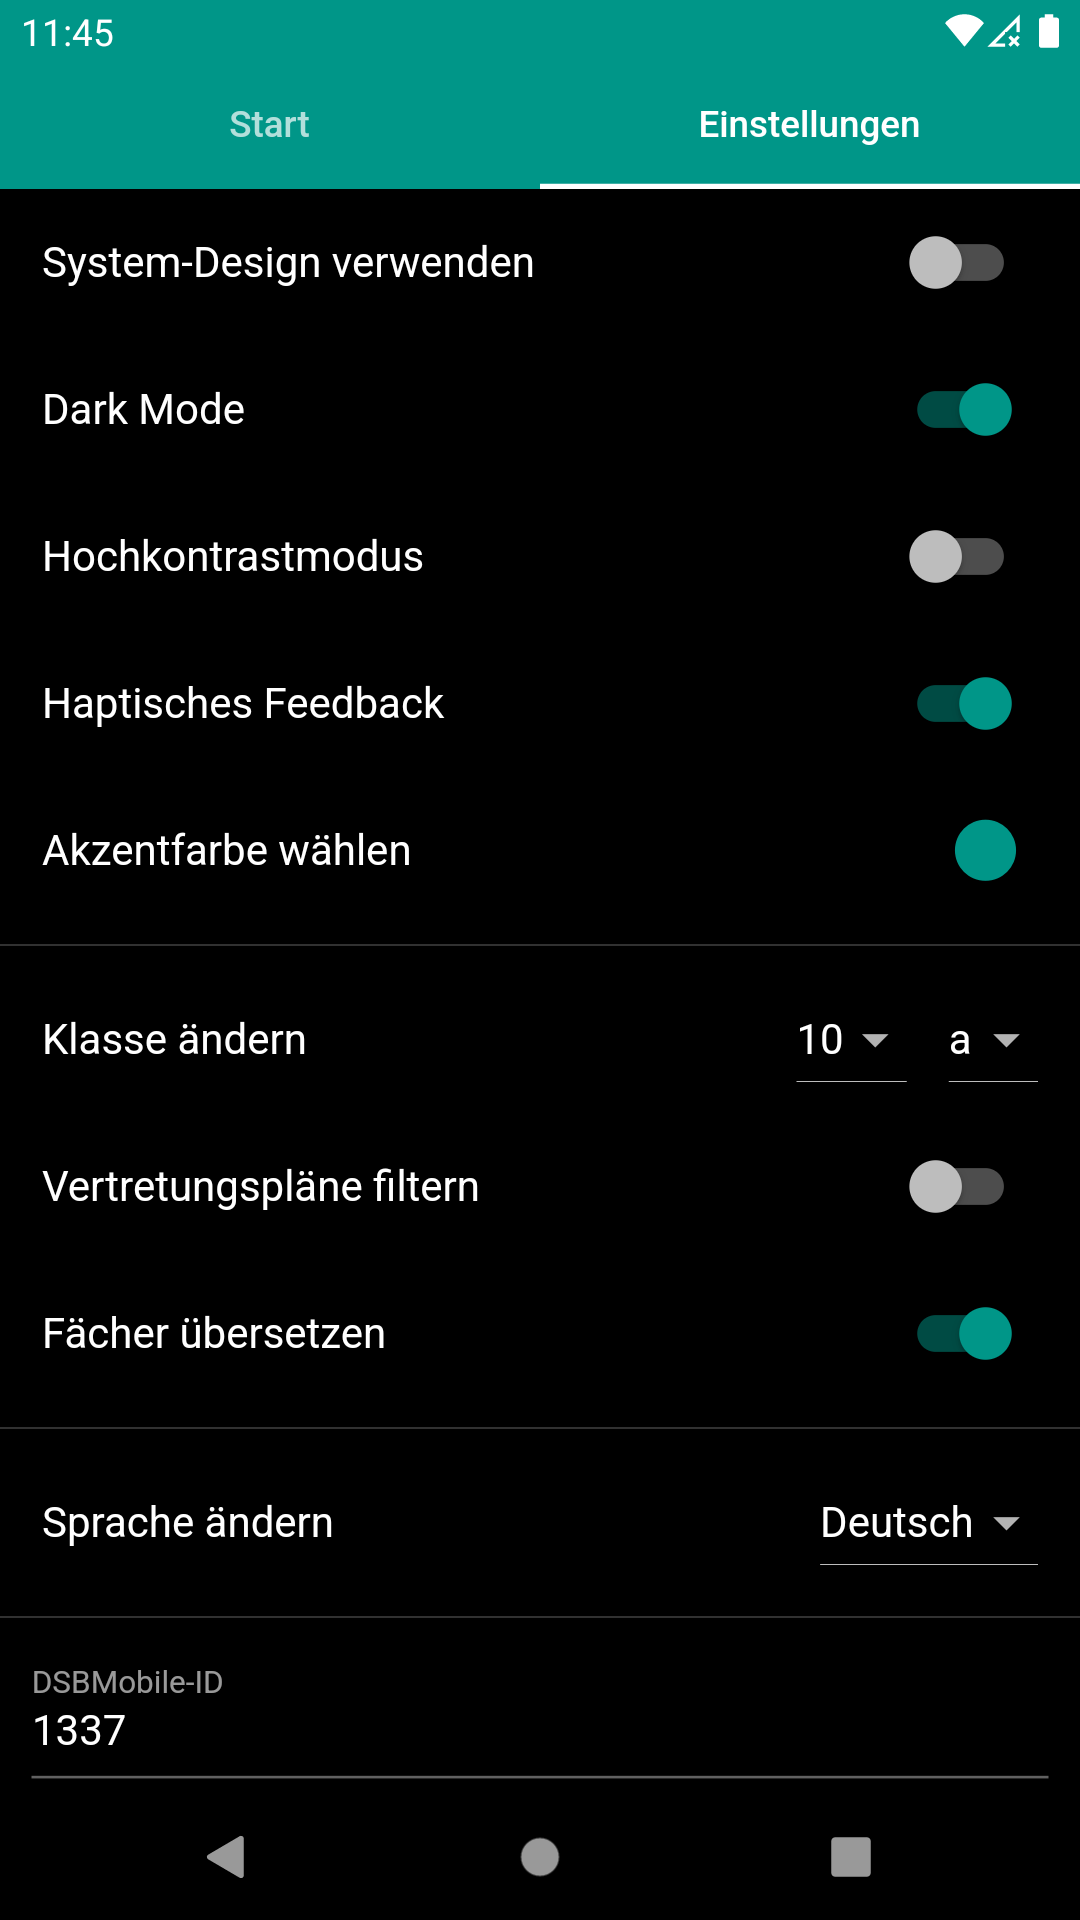 11:45
Start
Einstellungen
System-Design verwenden
Dark Mode
Hochkontrastmodus
Haptisches Feedback
Akzentfarbe wählen
Klasse ändern 10 a
Vertretungspläne filtern
Fächer übersetzen
Sprache ändern Deutsch
DSBMobile-ID
1337